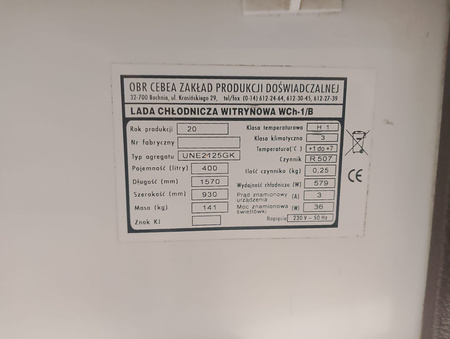 OBR CEBEA ZAKŁAD PRODUKCJI DOŚWIADCZALNEJ
32-700 Bochnia, ul. Krasińskiego 29, tel/fax (0-14) 612-24-64, 612-30-45, 612-27-39
LADA CHŁODNICZA WITRYNOWA WCh-1/B
Rok produkcji 20
Nr fabryczny
Typ agregatu UNE2125GK
Pojemność (litry) 400
Długość (mm) 1570
Szerokość (mm) 930
Masa (kg) 141
Znak KJ
Klasa temperaturowa H 1
Klasa klimatyczna 3
Temperatura(°C) +1 do +7
Czynnik R 507
Ilość czynnika (kg) 0,25
Wydajność chłodnicza (W) 579
Prąd znamionowy urządzenia (A) 3
Moc znamionowa świetlówki (W) 36
Napięcie 230 V - 50 Hz
CE